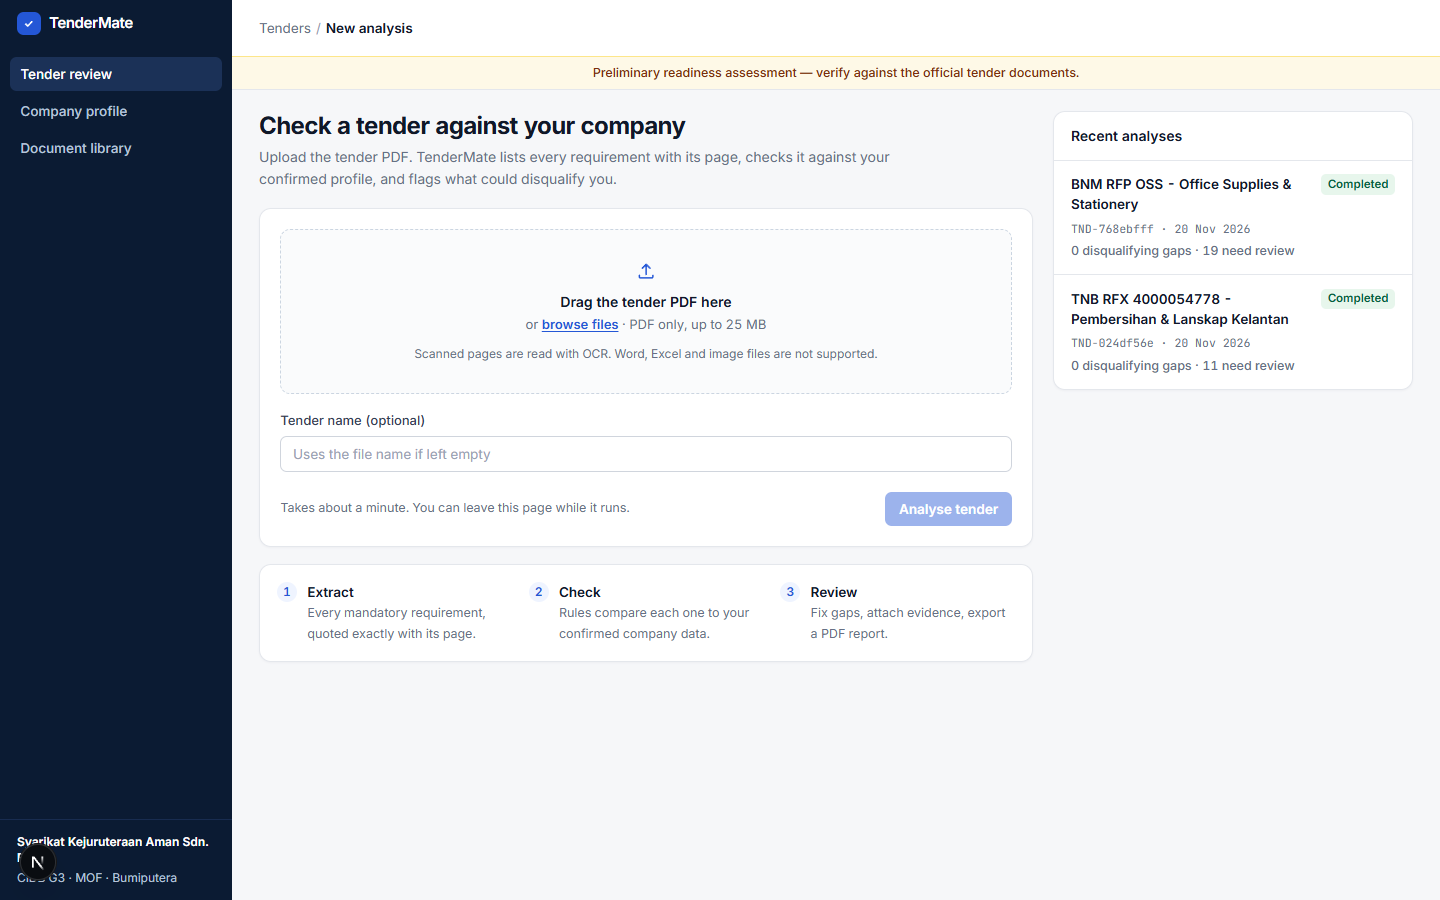 TenderMate
Tender review
Company profile
Document library
Syarikat Kejuruteraan Aman Sdn.
G3 · MOF · Bumiputera
Tenders / New analysis
Preliminary readiness assessment — verify against the official tender documents.
Check a tender against your company
Upload the tender PDF. TenderMate lists every requirement with its page, checks it against your
confirmed profile, and flags what could disqualify you.
Drag the tender PDF here
or browse files · PDF only, up to 25 MB
Scanned pages are read with OCR. Word, Excel and image files are not supported.
Tender name (optional)
Uses the file name if left empty
Takes about a minute. You can leave this page while it runs.
Analyse tender
1 Extract
Every mandatory requirement,
quoted exactly with its page.
2 Check
Rules compare each one to your
confirmed company data.
3 Review
Fix gaps, attach evidence, export
a PDF report.
Recent analyses
BNM RFP OSS - Office Supplies &
Stationery
Completed
TND-768ebfff · 20 Nov 2026
0 disqualifying gaps · 19 need review
TNB RFX 4000054778 -
Pembersihan & Lanskap Kelantan
Completed
TND-024df56e · 20 Nov 2026
0 disqualifying gaps · 11 need review